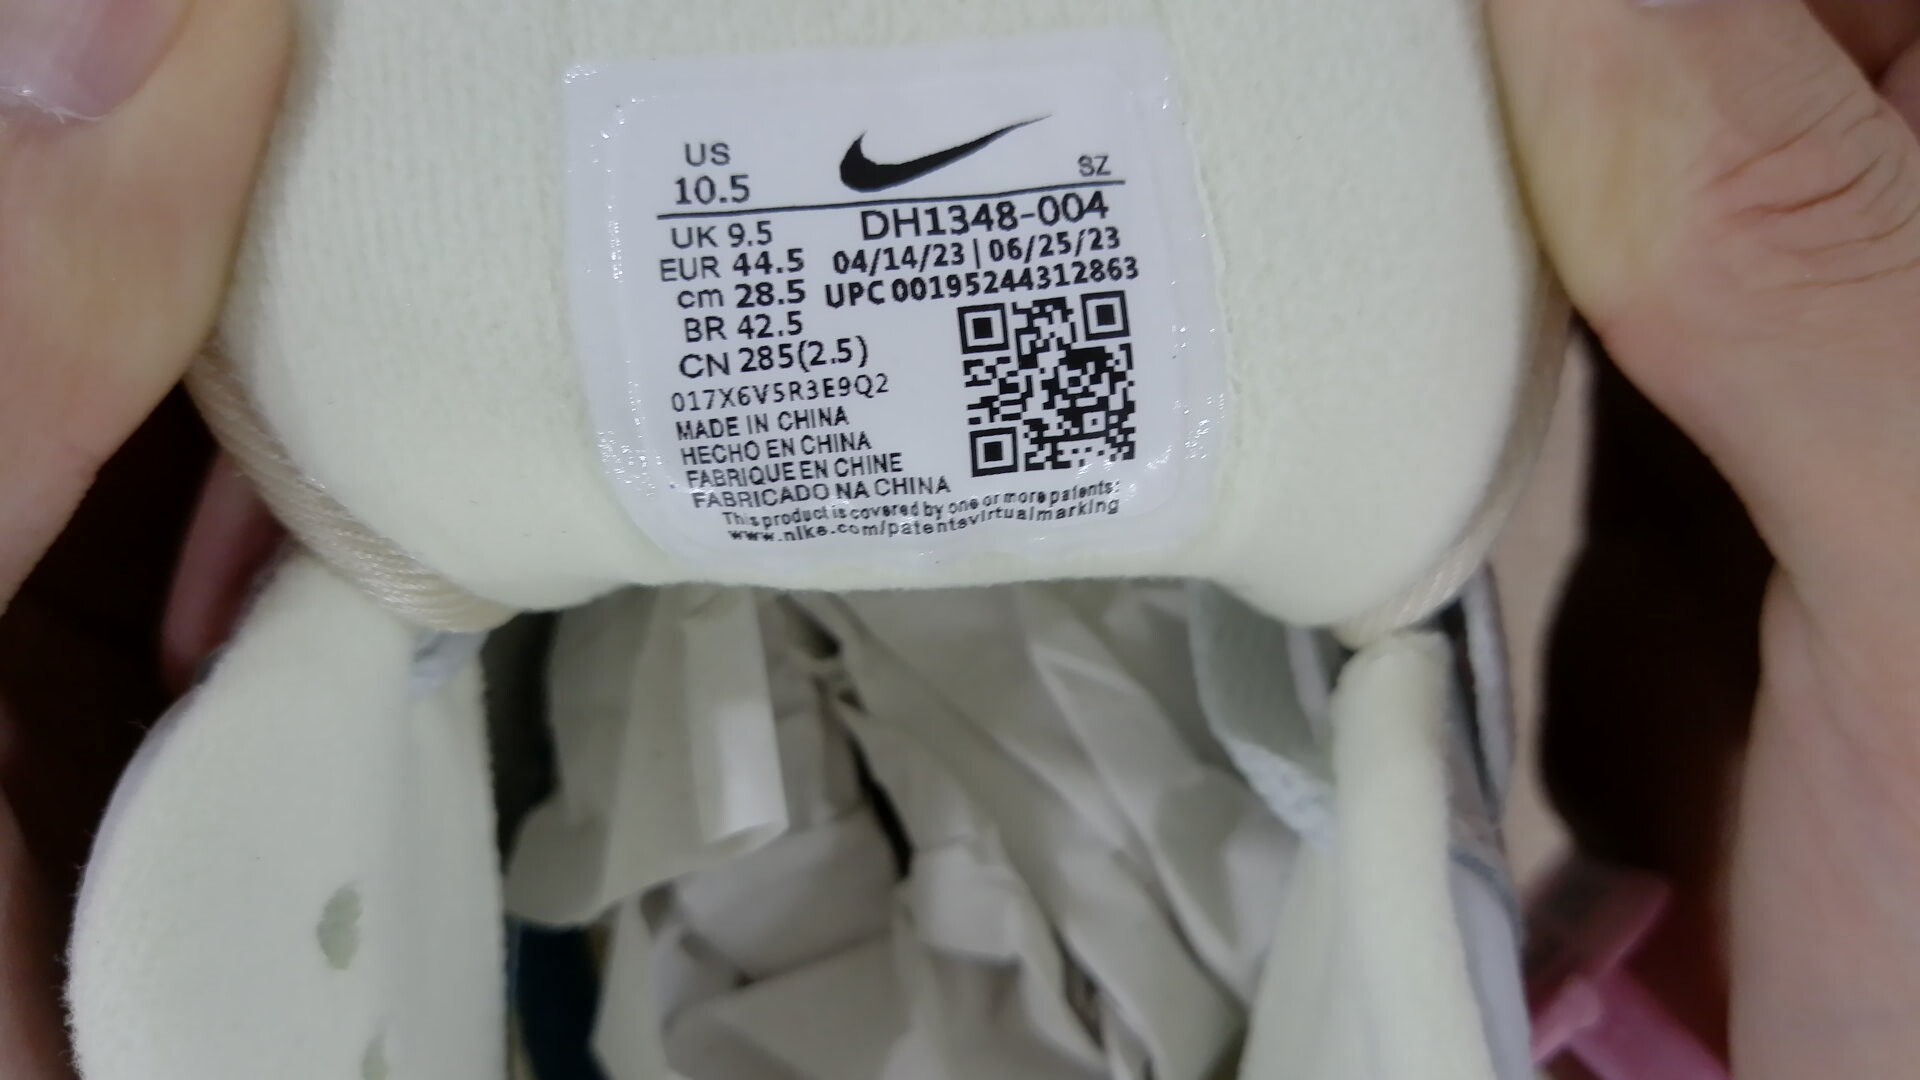 US
10.5
SZ
UK 9.5
DH1348-004
EUR 44.5
04/14/23 | 06/25/23
cm 28.5
UPC 00195244312863
BR 42.5
CN 285(2.5)
017X6V5R3E9Q2
MADE IN CHINA
HECHO EN CHINA
FABRIQUE EN CHINE
FABRICADO NA CHINA
This product is covered by one or more patents:
www.nike.com/patentsvirtualmarking